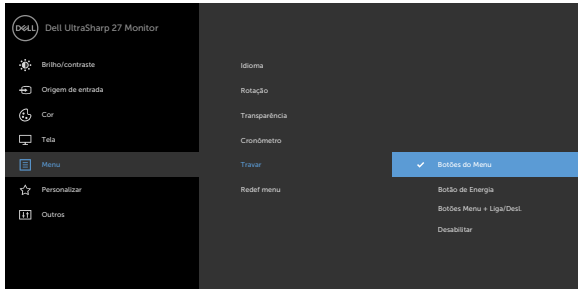 DELL Dell UltraSharp 27 Monitor
Brilho/contraste
Origem de entrada
Cor
Tela
Menu
Personalizar
Outros
Idioma
Rotação
Transparência
Cronômetro
Travar
Redef menu
Botões do Menu
Botão de Energia
Botões Menu + Liga/Desl.
Desabilitar